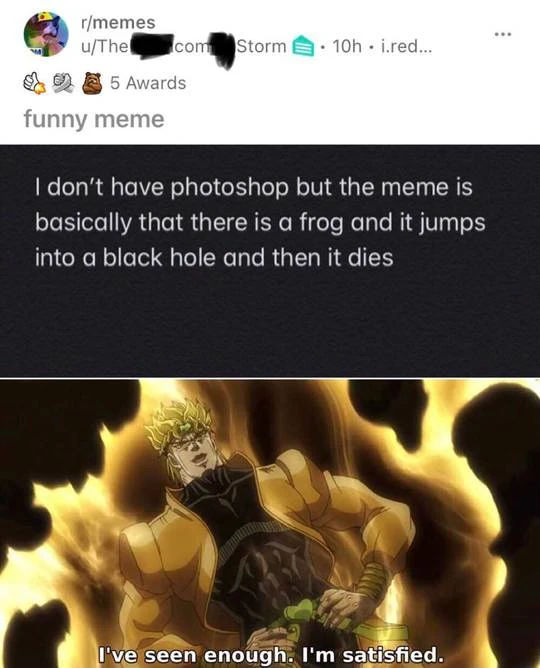 r/memes
u/The com Storm · 10h · i.red...
5 Awards
funny meme
I don't have photoshop but the meme is
basically that there is a frog and it jumps
into a black hole and then it dies
I've seen enough. I'm satisfied.